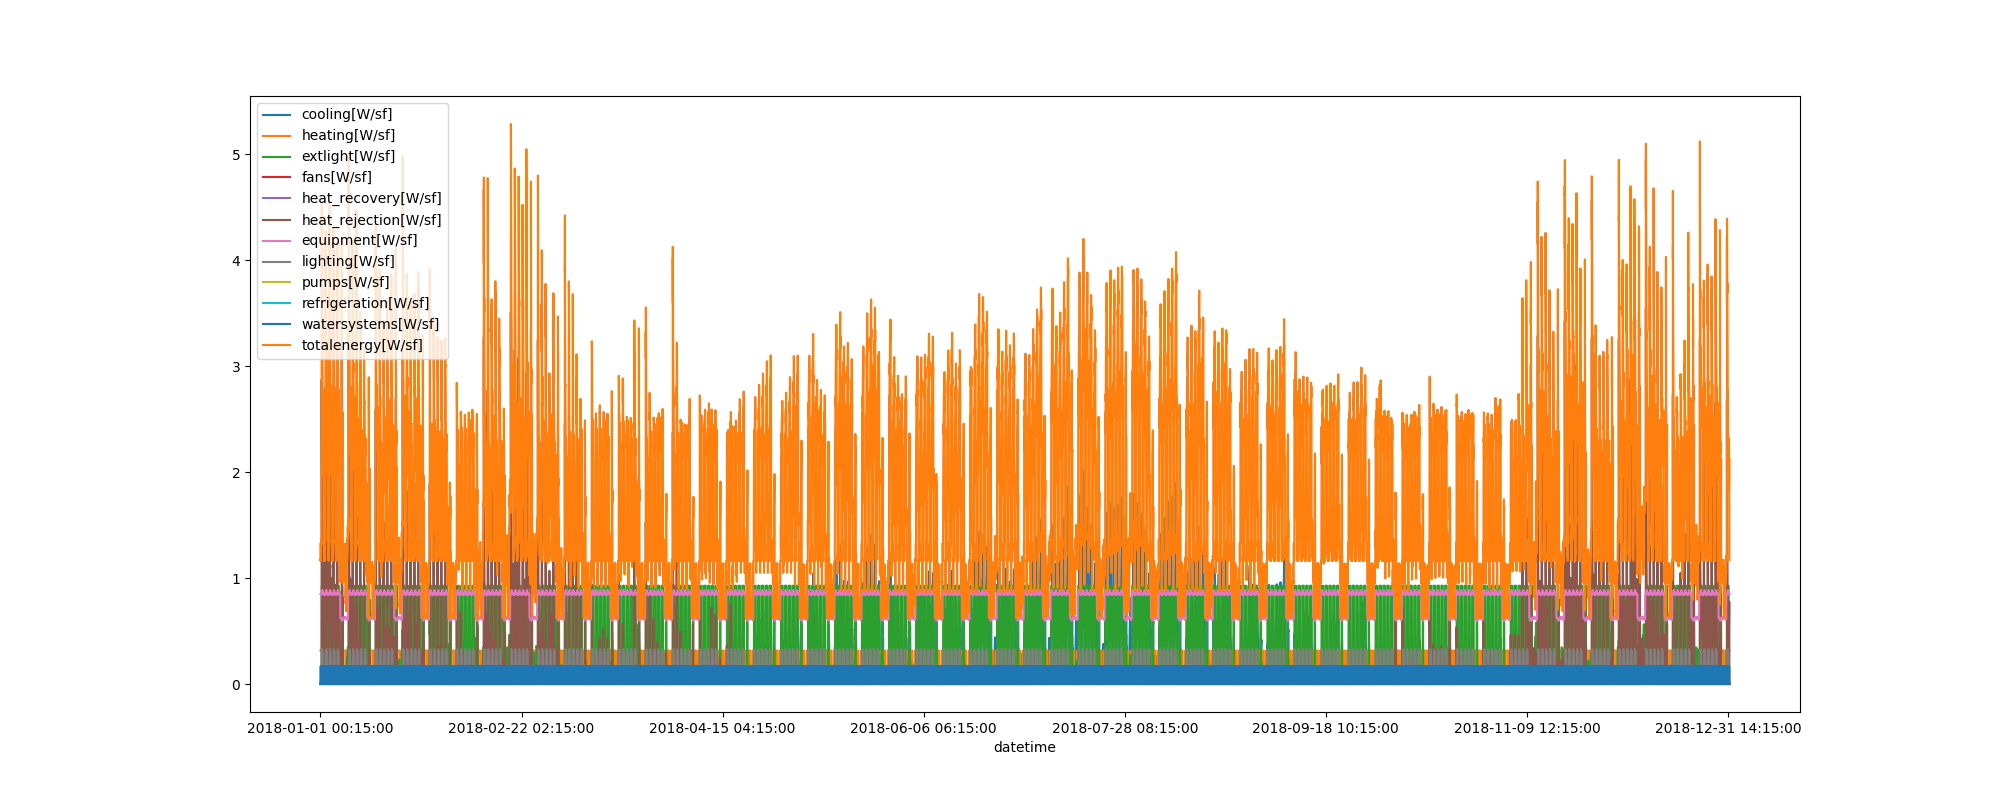 cooling[W/sf]
heating[W/sf]
extlight[W/sf]
fans[W/sf]
heat_recovery[W/sf]
heat_rejection[W/sf]
equipment[W/sf]
lighting[W/sf]
pumps[W/sf]
refrigeration[W/sf]
watersystems[W/sf]
totalenergy[W/sf]
5
4
3
2
1
0
2018-01-01 00:15:00 2018-02-22 02:15:00 2018-04-15 04:15:00 2018-06-06 06:15:00 2018-07-28 08:15:00 2018-09-18 10:15:00 2018-11-09 12:15:00 2018-12-31 14:15:00
datetime